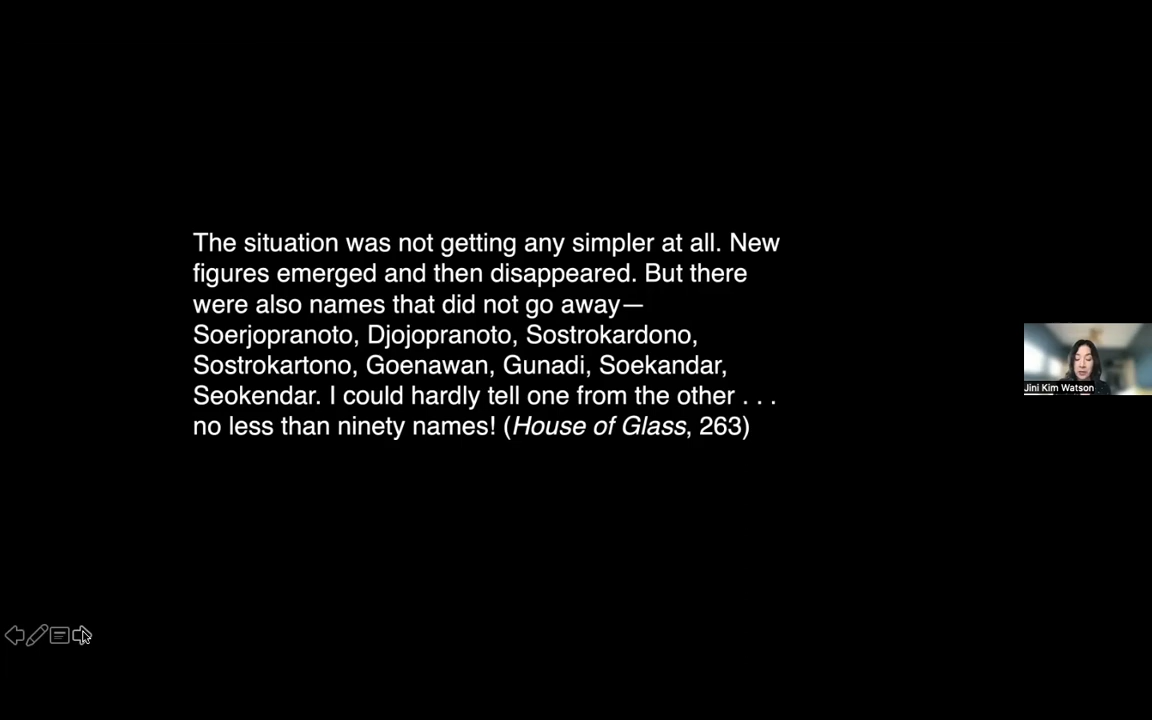 The situation was not getting any simpler at all. New
figures emerged and then disappeared. But there
were also names that did not go away—
Soerjopranoto, Djojopranoto, Sostrokardono,
Sostrokartono, Goenawan, Gunadi, Soekandar,
Seokendar. I could hardly tell one from the other . . .
no less than ninety names! (House of Glass, 263)
Jini Kim Watson